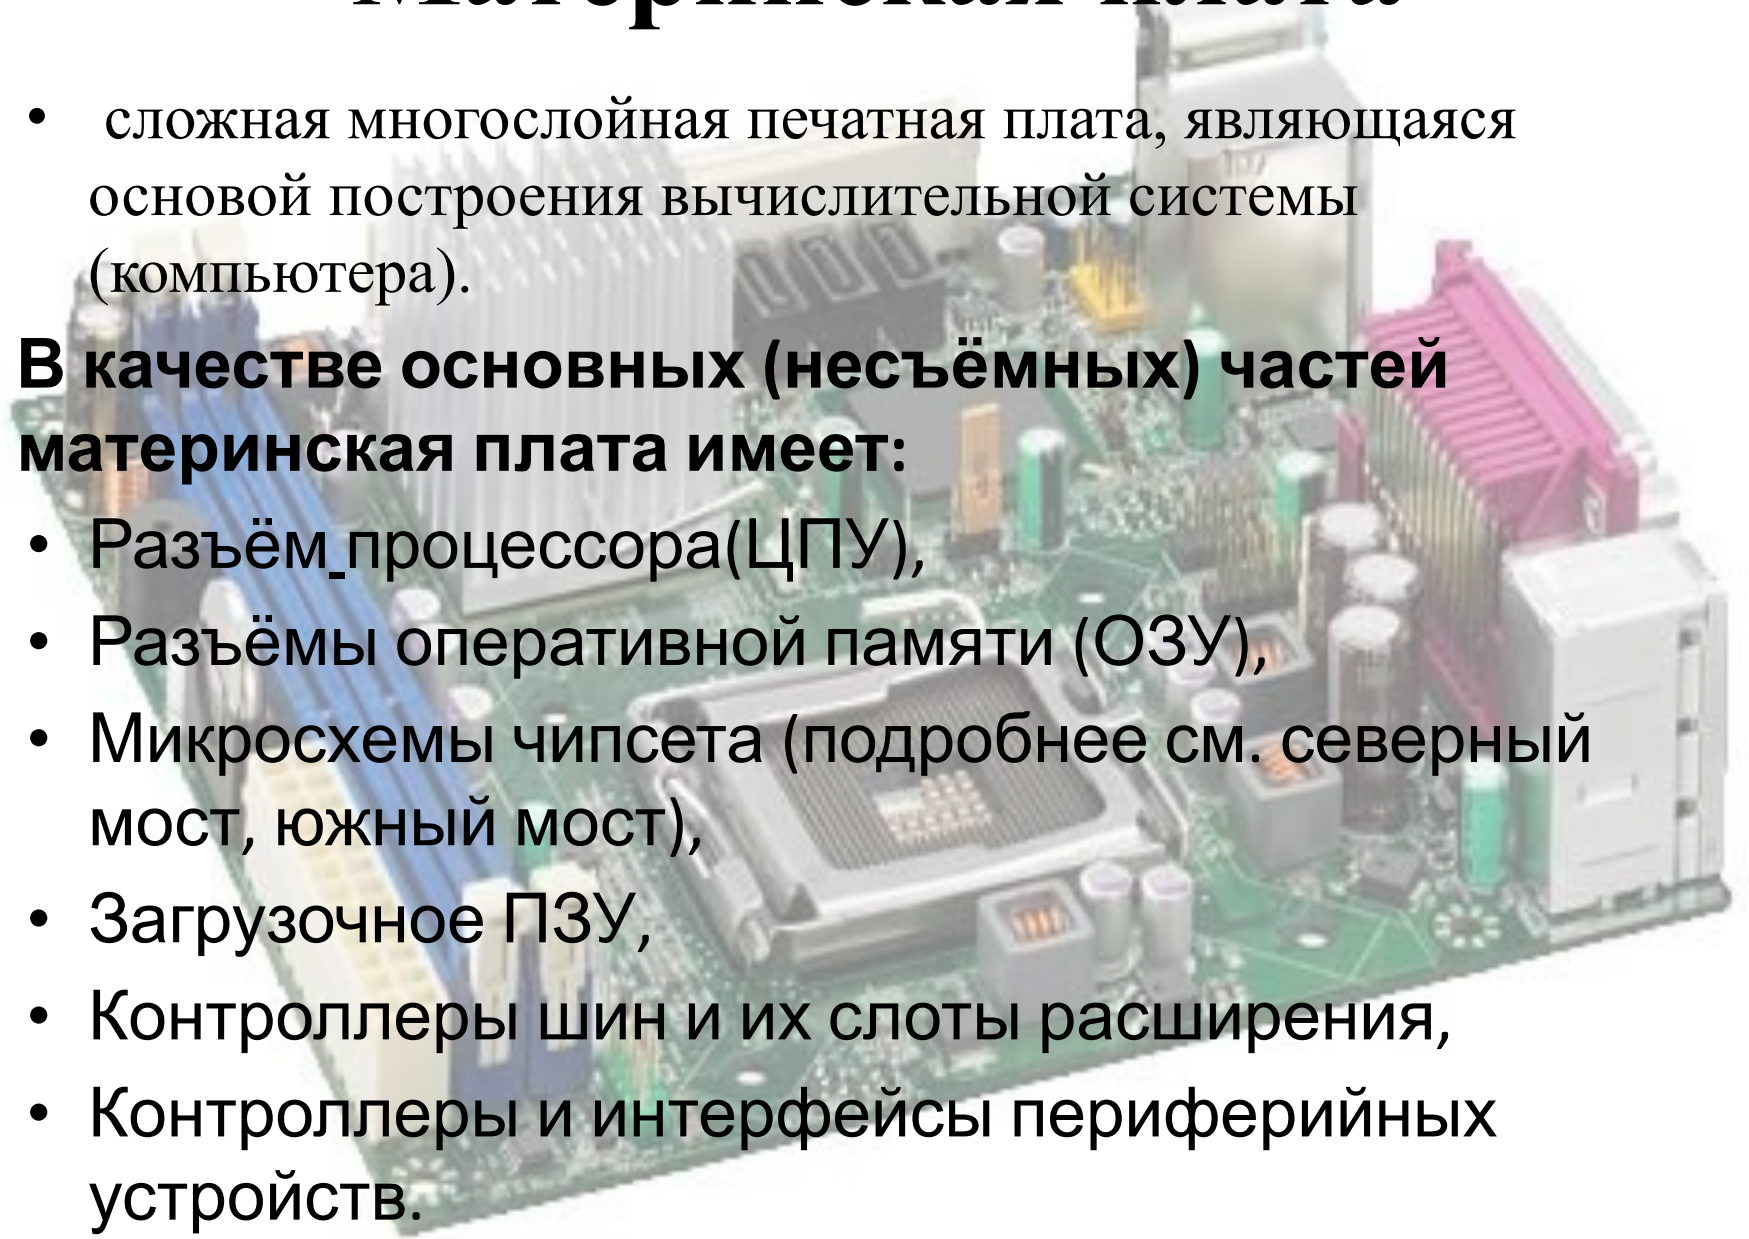 Материнская плата
• сложная многослойная печатная плата, являющаяся
основой построения вычислительной системы
(компьютера).
В качестве основных (несъёмных) частей
материнская плата имеет:
• Разъём процессора(ЦПУ),
• Разъёмы оперативной памяти (ОЗУ),
• Микросхемы чипсета (подробнее см. северный
мост, южный мост),
• Загрузочное ПЗУ,
• Контроллеры шин и их слоты расширения,
• Контроллеры и интерфейсы периферийных
устройств.